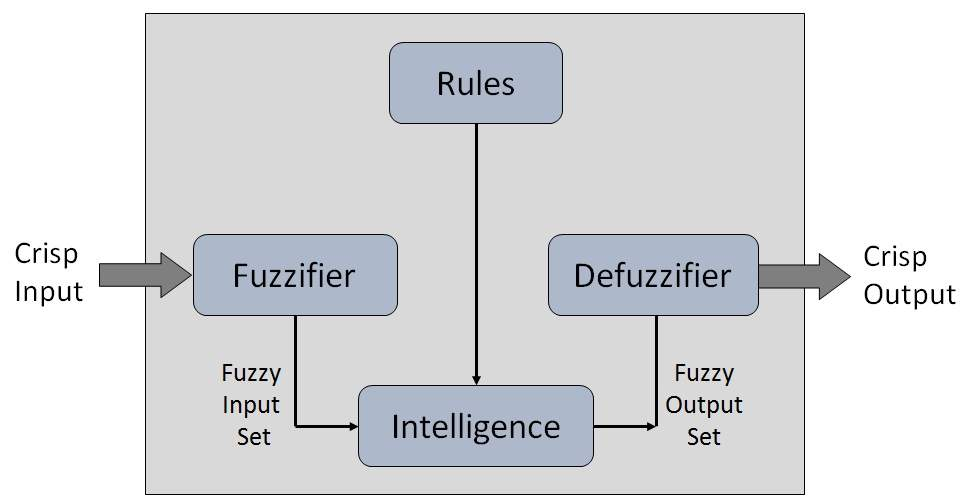 Rules
Crisp
Input
Fuzzifier
Defuzzifier
Crisp
Output
Fuzzy
Input
Set
Fuzzy
Output
Set
Intelligence